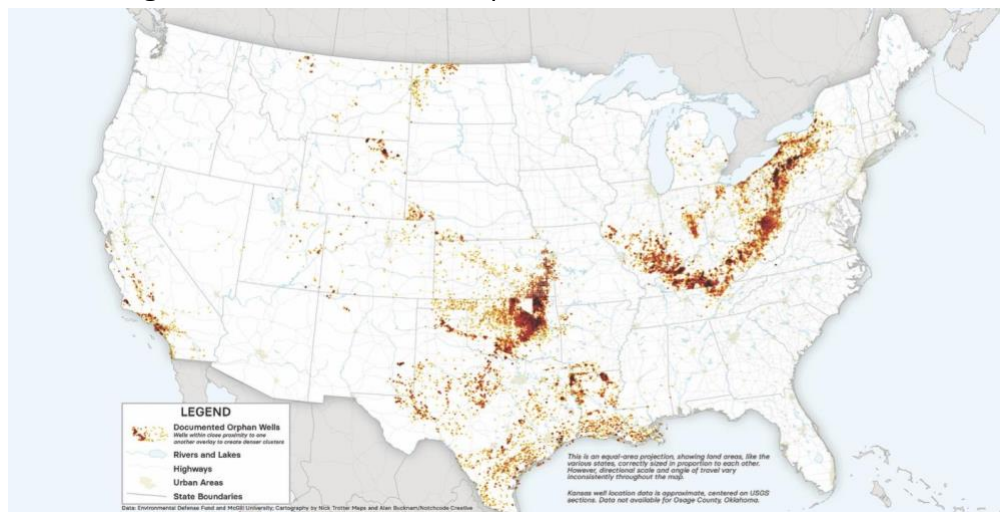 LEGEND
Documented Orphan Wells
Wells within close proximity to one
another overlay to create denser clusters
Rivers and Lakes
Highways
Urban Areas
State Boundaries
This is an equal-area projection, showing land areas, like the
various states, correctly sized in proportion to each other.
However, directional scale and angle of travel vary
inconsistently throughout the map.
Kansas well location data is approximate, centered on USGS
sections. Data not available for Osage County, Oklahoma.
Data: Environmental Defense Fund and McGill University; Cartography by Nick Trotter Maps and Alan Bucknam/Notchcode Creative